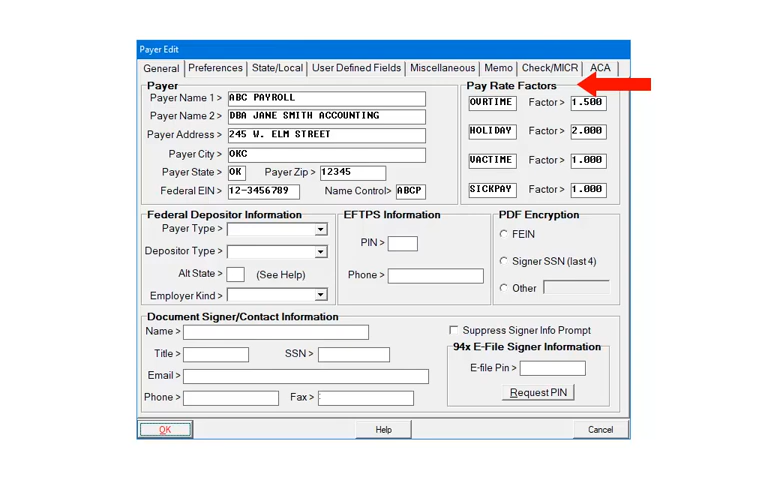 Payer Edit
General Preferences State/Local User Defined Fields Miscellaneous Memo Check/MICR ACA
Payer
Payer Name 1 > ABC PAYROLL
Payer Name 2 > DBA JANE SMITH ACCOUNTING
Payer Address > 245 W. ELM STREET
Payer City > OKC
Payer State > OK Payer Zip > 12345
Federal EIN > 12-3456789 Name Control> ABCP
Pay Rate Factors
OVRTIME Factor> 1.500
HOLIDAY Factor > 2.000
VACTIME Factor > 1.000
SICKPAY Factor > 1.000
Federal Depositor Information
Payer Type >
Depositor Type >
Alt State > (See Help)
Employer Kind >
EFTPS Information
PIN >
Phone >
PDF Encryption
FEIN
Signer SSN (last 4)
Other
Document Signer/Contact Information
Name >
Title > SSN >
Email >
Phone > Fax >
Suppress Signer Info Prompt
94x E-File Signer Information
E-file Pin >
Request PIN
OK Help Cancel